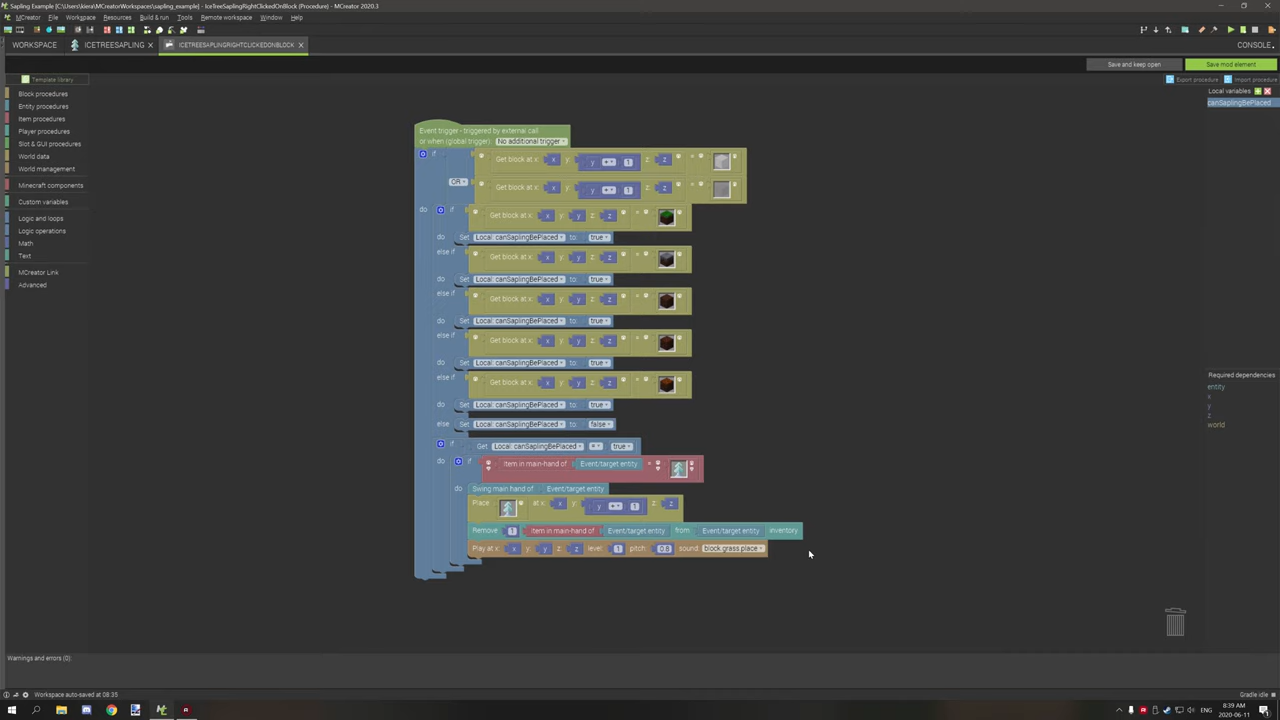 Sapling Example [C:\Users\kiera\MCreatorWorkspaces\sapling_example] - IceTreeSaplingRightClickedOnBlock (Procedure) - MCreator 2020.3
MCreator File Workspace Resources Build & run Tools Remote workspace Window Help
WORKSPACE ICETREESAPLING ICETREESAPLINGRIGHTCLICKEDONBLOCK CONSOLE
Save and keep open Save mod element
Template library Export procedure Import procedure
Block procedures
Entity procedures
Item procedures
Player procedures
Slot & GUI procedures
World data
World management
Minecraft components
Custom variables
Logic and loops
Logic operations
Math
Text
MCreator Link
Advanced
Local variables
canSaplingBePlaced
Event trigger - triggered by external call
or when (global trigger): No additional trigger
if Get block at x: x y: y + 1 z: z =
OR
Get block at x: x y: y + 1 z: z =
do if Get block at x: x y: y z: z =
do Set Local: canSaplingBePlaced to: true
else if Get block at x: x y: y z: z =
do Set Local: canSaplingBePlaced to: true
else if Get block at x: x y: y z: z =
do Set Local: canSaplingBePlaced to: true
else if Get block at x: x y: y z: z =
do Set Local: canSaplingBePlaced to: true
else if Get block at x: x y: y z: z =
do Set Local: canSaplingBePlaced to: true
else Set Local: canSaplingBePlaced to: false
if Get Local: canSaplingBePlaced = true
do if Item in main-hand of Event/target entity =
do Swing main hand of Event/target entity
Place at x: x y: y + 1 z: z
Remove 1 Item in main-hand of Event/target entity from Event/target entity inventory
Play at x: x y: y z: z level: 1 pitch: 0.8 sound: block.grass.place
Required dependencies
entity
x
y
z
world
Warnings and errors (0):
Workspace auto-saved at 08:35 Gradle idle
ENG 8:39 AM
2020-06-11